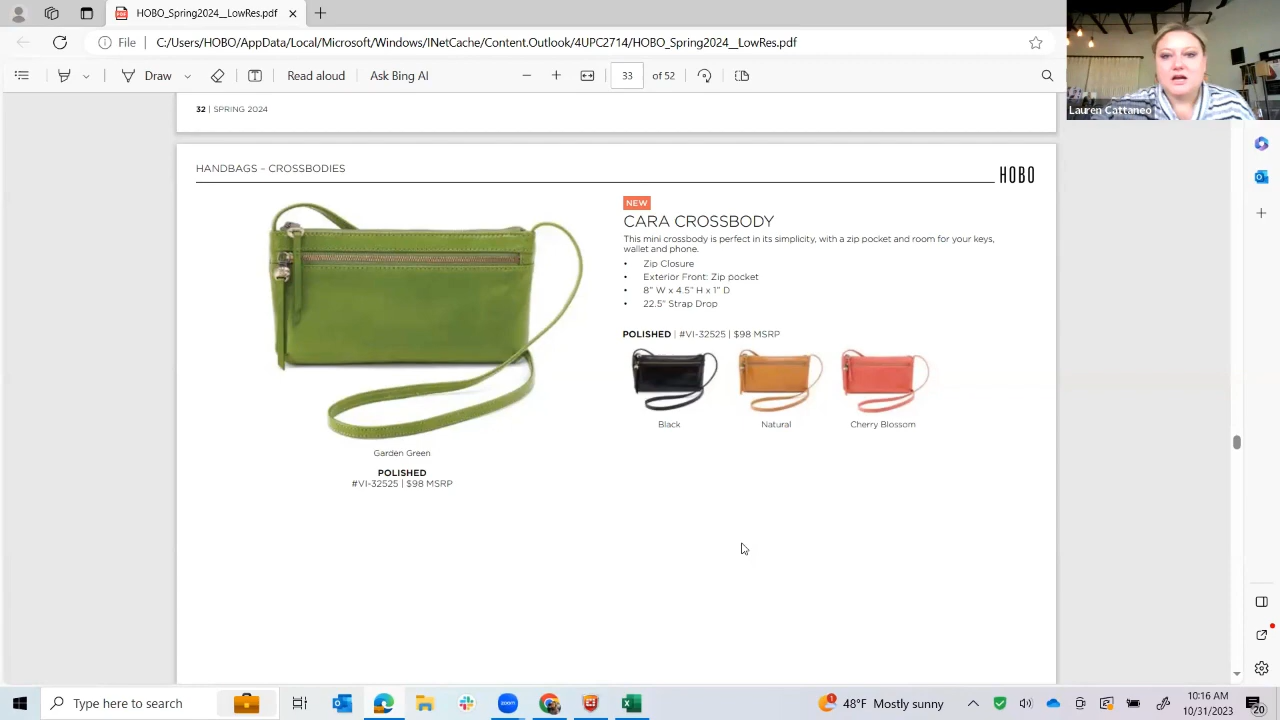 HOBO_Spring2024__LowRes.pdf
File
C:/Users/HOBO/AppData/Local/Microsoft/Windows/INetCache/Content.Outlook/4UPC2714/HOBO_Spring2024__LowRes.pdf
Draw
Read aloud
Ask Bing AI
33
of 52
Lauren Cattaneo
32 | SPRING 2024
HANDBAGS – CROSSBODIES
HOBO
NEW
CARA CROSSBODY
This mini crossbody is perfect in its simplicity, with a zip pocket and room for your keys,
wallet and phone.
• Zip Closure
• Exterior Front: Zip pocket
• 8" W x 4.5" H x 1" D
• 22.5" Strap Drop
POLISHED | #VI-32525 | $98 MSRP
Black
Natural
Cherry Blossom
Garden Green
POLISHED
#VI-32525 | $98 MSRP
Type here to search
zoom
1
48°F Mostly sunny
10:16 AM
10/31/2023
20